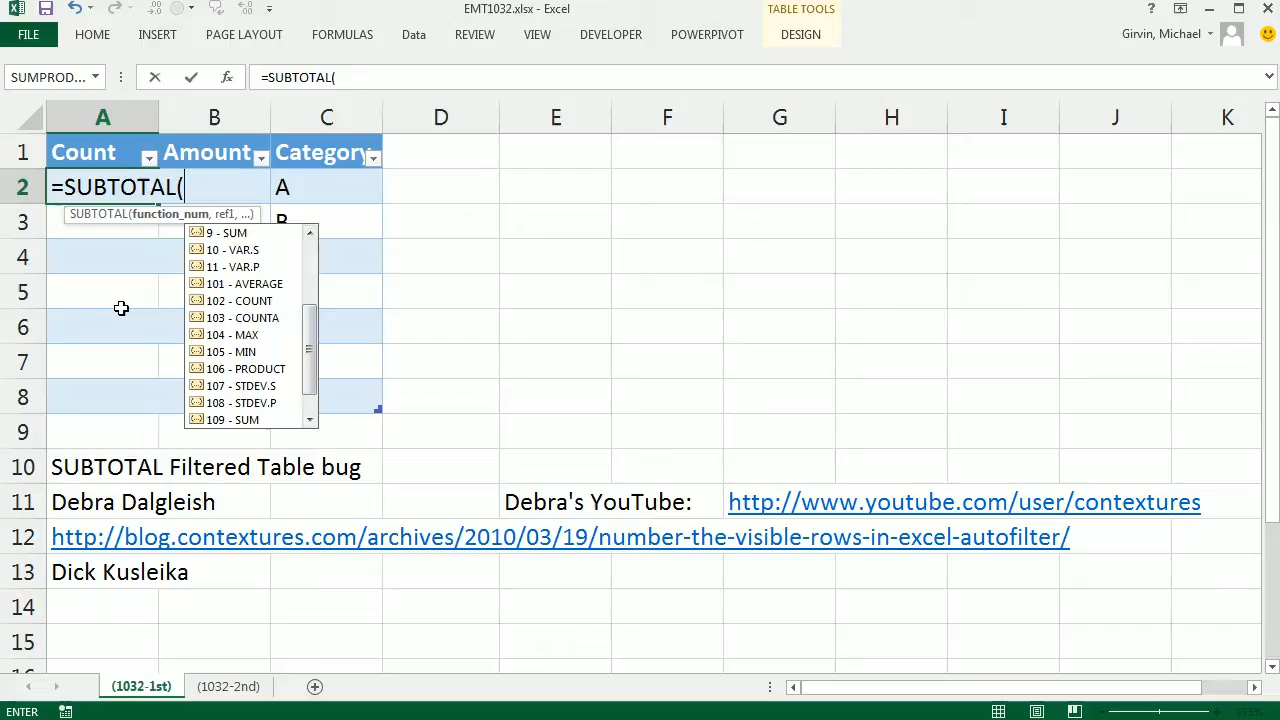 EMT1032.xlsx - Excel
TABLE TOOLS
FILE HOME INSERT PAGE LAYOUT FORMULAS Data REVIEW VIEW DEVELOPER POWERPIVOT DESIGN
Girvin, Michael
SUMPROD... =SUBTOTAL(
A B C D E F G H I J K
1 Count Amount Category
2 =SUBTOTAL( A
SUBTOTAL(function_num, ref1, ...)
3 B
9 - SUM
10 - VAR.S
4
11 - VAR.P
101 - AVERAGE
5
102 - COUNT
103 - COUNTA
6
104 - MAX
105 - MIN
7
106 - PRODUCT
107 - STDEV.S
8
108 - STDEV.P
109 - SUM
9
10 SUBTOTAL Filtered Table bug
11 Debra Dalgleish Debra's YouTube: http://www.youtube.com/user/contextures
12 http://blog.contextures.com/archives/2010/03/19/number-the-visible-rows-in-excel-autofilter/
13 Dick Kusleika
14
15
(1032-1st) (1032-2nd)
ENTER